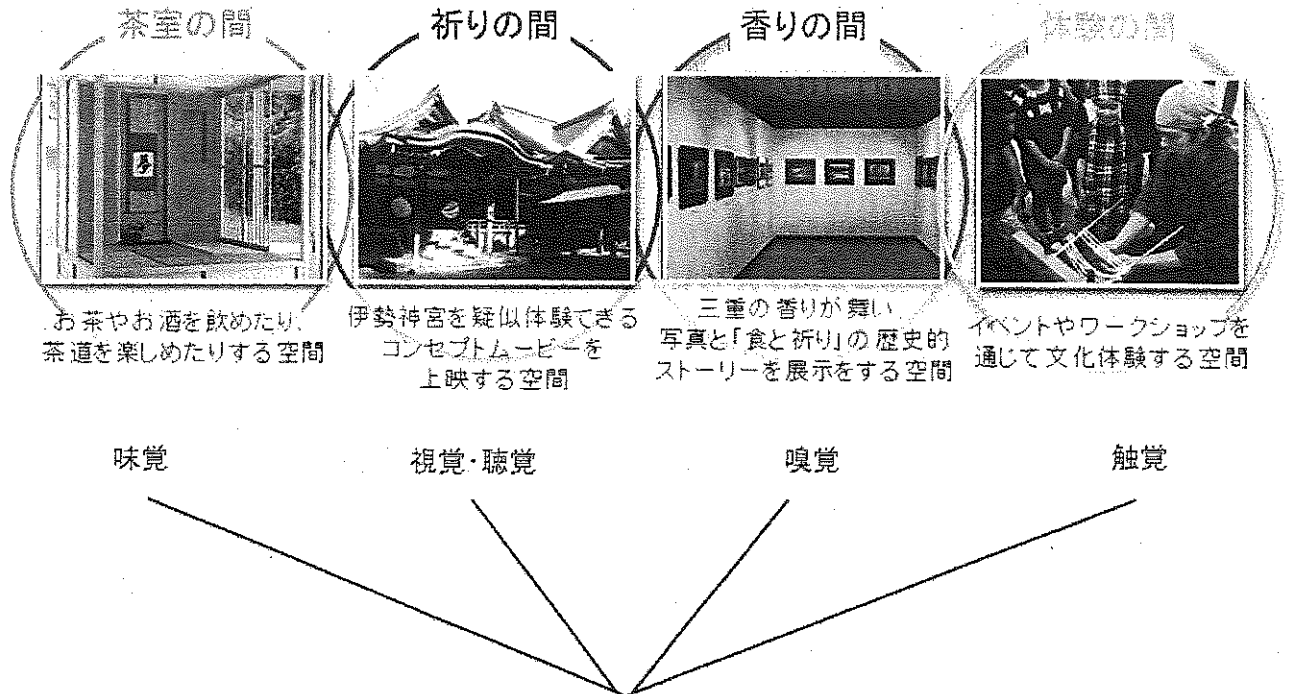 茶室の間
祈りの間
香りの間
体験の間
お茶やお酒を飲めたり、
茶道を楽しめたりする空間
伊勢神宮を疑似体験できる
コンセプトムービーを
上映する空間
三重の香りが舞い
写真と「食と祈り」の歴史的
ストーリーを展示をする空間
イベントやワークショップを
通じて文化体験する空間
味覚
視覚・聴覚
嗅覚
触覚